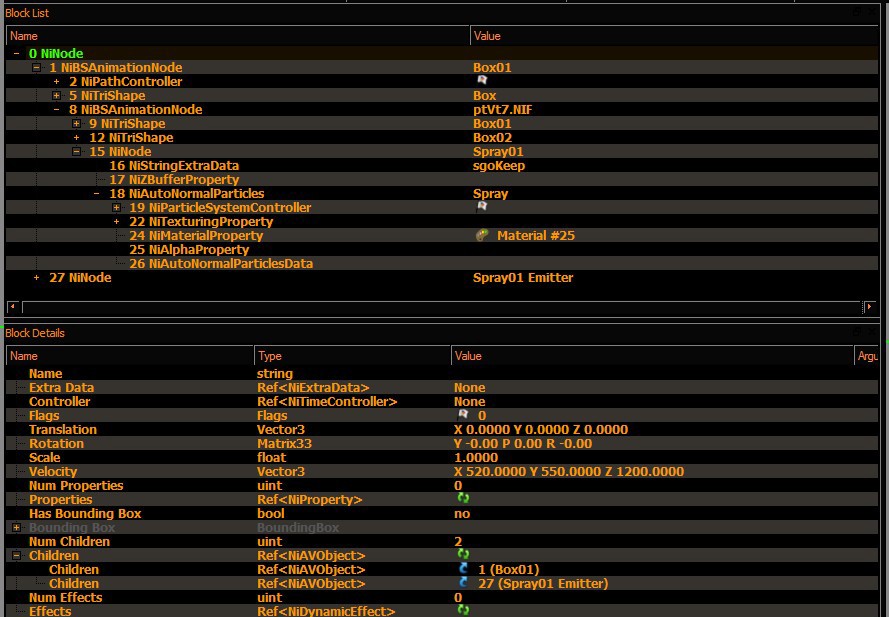 Block List
Name Value
0 NiNode
1 NiBSAnimationNode Box01
2 NiPathController
5 NiTriShape Box
8 NiBSAnimationNode ptVt7.NIF
9 NiTriShape Box01
12 NiTriShape Box02
15 NiNode Spray01
16 NiStringExtraData sgoKeep
17 NiZBufferProperty
18 NiAutoNormalParticles Spray
19 NiParticleSystemController
22 NiTexturingProperty
24 NiMaterialProperty Material #25
25 NiAlphaProperty
26 NiAutoNormalParticlesData
27 NiNode Spray01 Emitter
Block Details
Name Type Value Argu
Name string
Extra Data Ref<NiExtraData> None
Controller Ref<NiTimeController> None
Flags Flags 0
Translation Vector3 X 0.0000 Y 0.0000 Z 0.0000
Rotation Matrix33 Y -0.00 P 0.00 R -0.00
Scale float 1.0000
Velocity Vector3 X 520.0000 Y 550.0000 Z 1200.0000
Num Properties uint 0
Properties Ref<NiProperty>
Has Bounding Box bool no
Bounding Box BoundingBox
Num Children uint 2
Children Ref<NiAVObject>
Children Ref<NiAVObject> 1 (Box01)
Children Ref<NiAVObject> 27 (Spray01 Emitter)
Num Effects uint 0
Effects Ref<NiDynamicEffect>